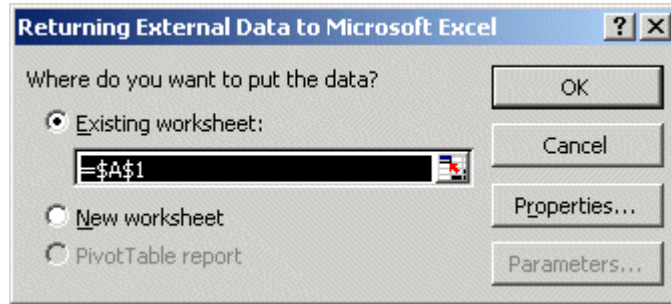 Returning External Data to Microsoft Excel
Where do you want to put the data?
Existing worksheet:
=$A$1
New worksheet
PivotTable report
OK
Cancel
Properties...
Parameters...